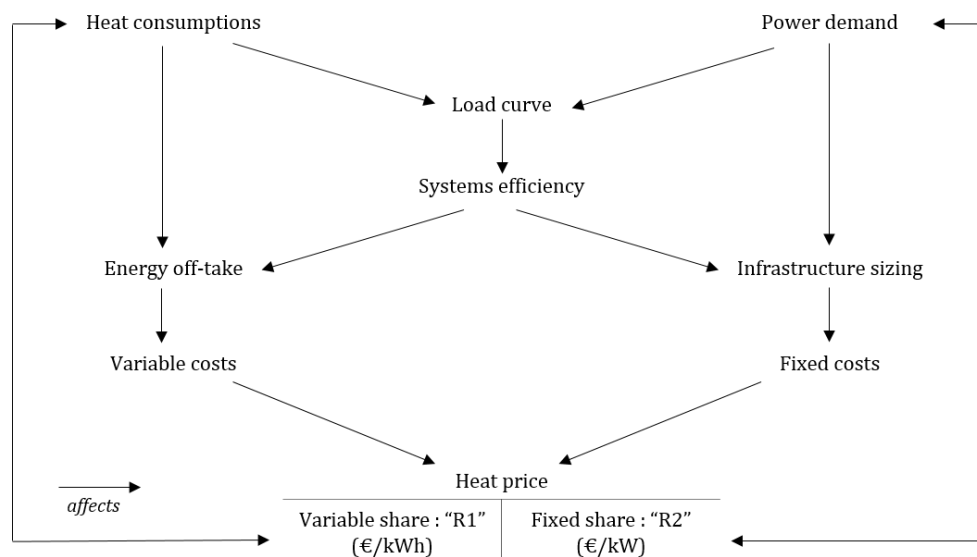 Heat consumptions
Power demand
Load curve
Systems efficiency
Energy off-take
Infrastructure sizing
Variable costs
Fixed costs
Heat price
affects
Variable share : “R1”
(€/kWh)
Fixed share : “R2”
(€/kW)